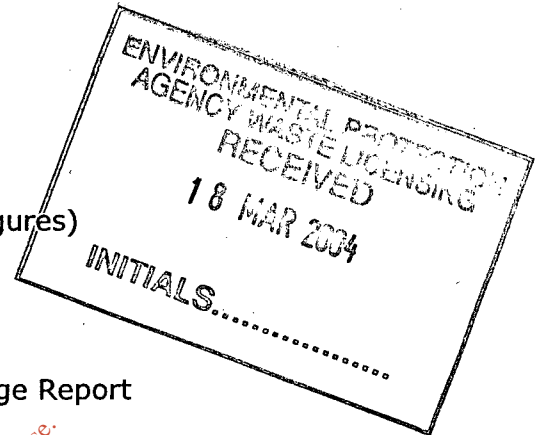 ENVIRONMENTAL PROTECTION
AGENCY WASTE LICENSING
RECEIVED
18 MAR 2004
gures)
INITIALS....................
ge Report
e.